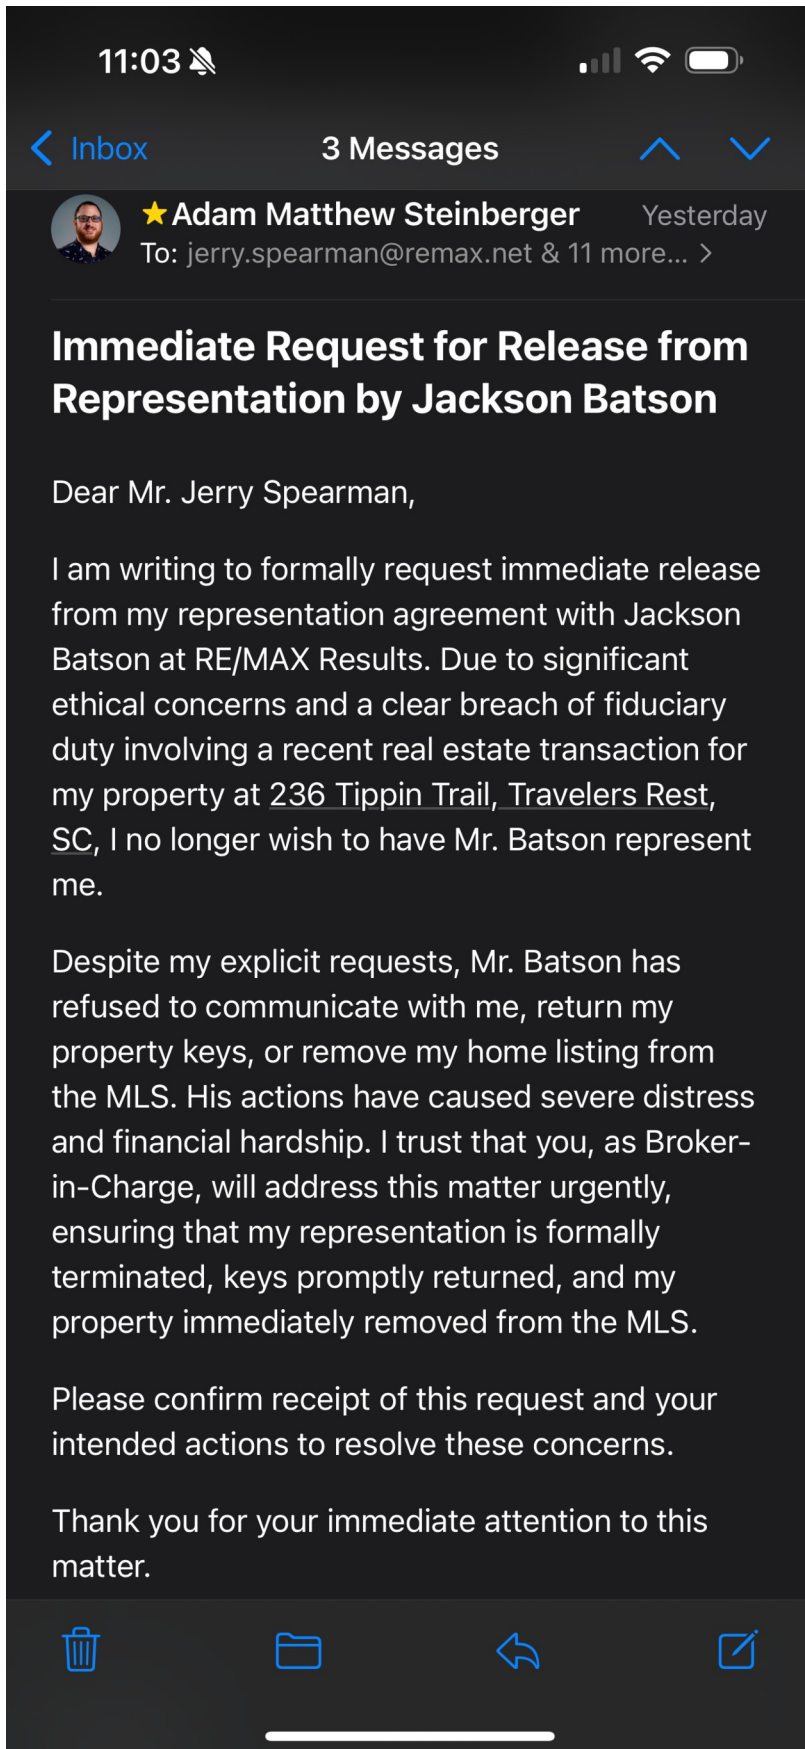 11:03
Inbox
3 Messages
Adam Matthew Steinberger
Yesterday
To: jerry.spearman@remax.net & 11 more...
Immediate Request for Release from
Representation by Jackson Batson
Dear Mr. Jerry Spearman,
I am writing to formally request immediate release
from my representation agreement with Jackson
Batson at RE/MAX Results. Due to significant
ethical concerns and a clear breach of fiduciary
duty involving a recent real estate transaction for
my property at 236 Tippin Trail, Travelers Rest,
SC, I no longer wish to have Mr. Batson represent
me.
Despite my explicit requests, Mr. Batson has
refused to communicate with me, return my
property keys, or remove my home listing from
the MLS. His actions have caused severe distress
and financial hardship. I trust that you, as Broker-
in-Charge, will address this matter urgently,
ensuring that my representation is formally
terminated, keys promptly returned, and my
property immediately removed from the MLS.
Please confirm receipt of this request and your
intended actions to resolve these concerns.
Thank you for your immediate attention to this
matter.